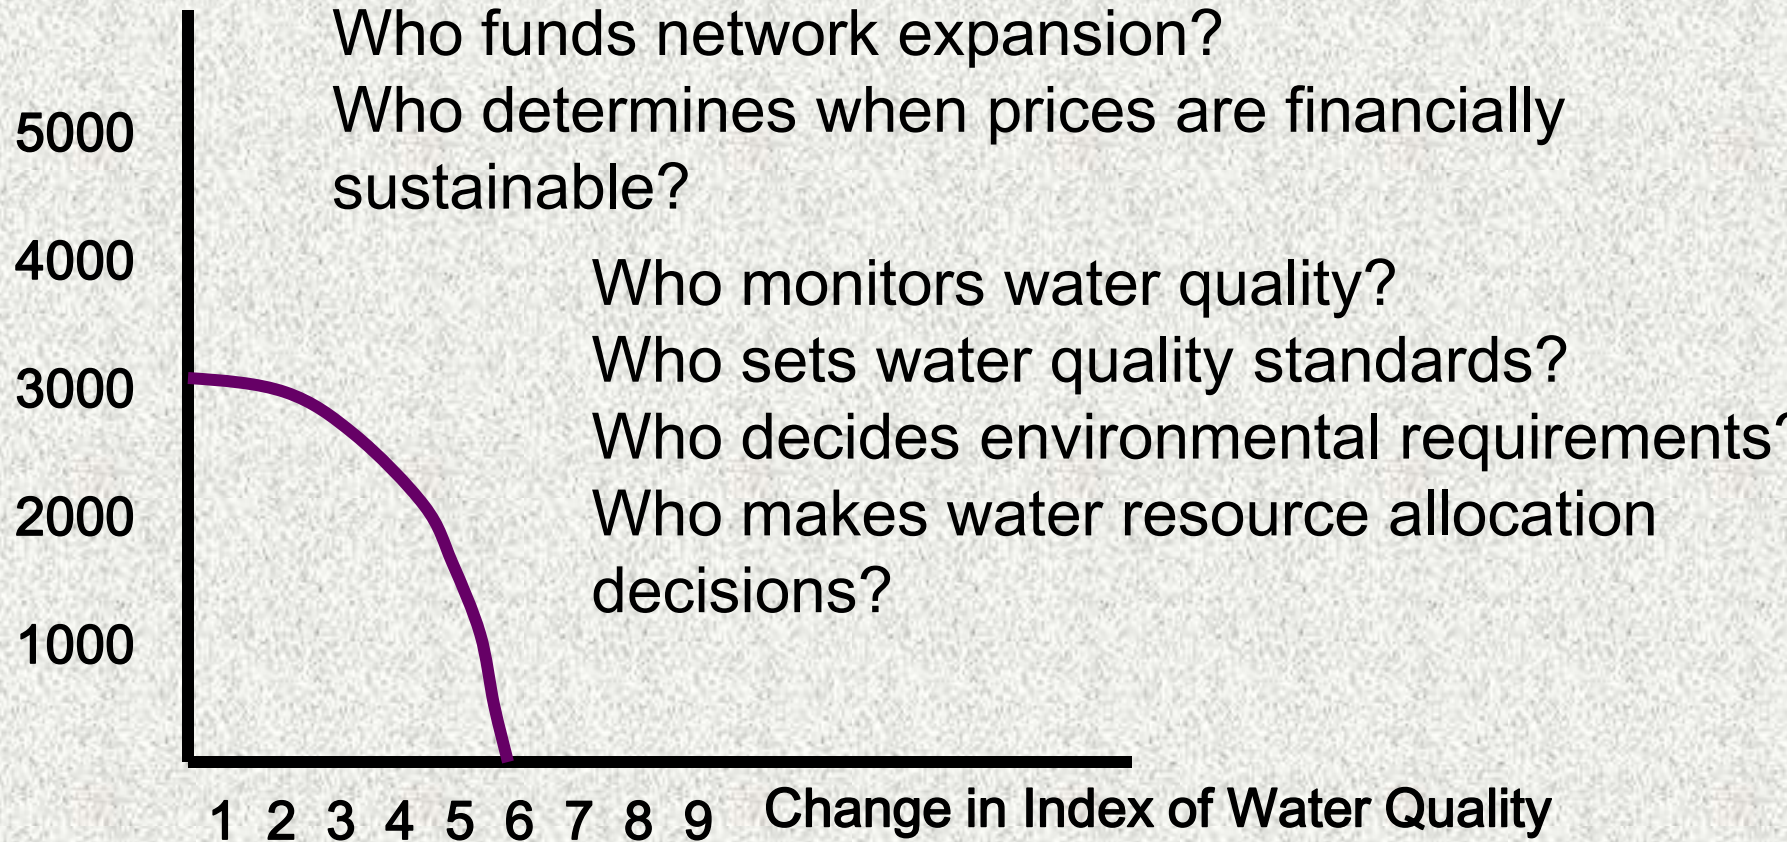 Who funds network expansion?
Who determines when prices are financially
sustainable?
5000
4000
3000
2000
1000
Who monitors water quality?
Who sets water quality standards?
Who decides environmental requirements?
Who makes water resource allocation
decisions?
1 2 3 4 5 6 7 8 9 Change in Index of Water Quality